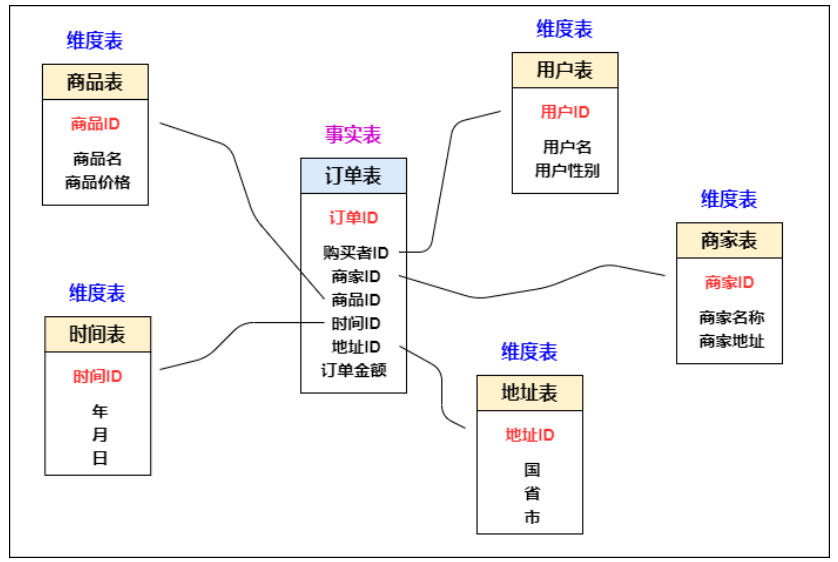 维度表
商品表
商品ID
商品名
商品价格
维度表
用户表
用户ID
用户名
用户性别
事实表
订单表
订单ID
购买者ID
商家ID
商品ID
时间ID
地址ID
订单金额
维度表
商家表
商家ID
商家名称
商家地址
维度表
时间表
时间ID
年
月
日
维度表
地址表
地址ID
国
省
市